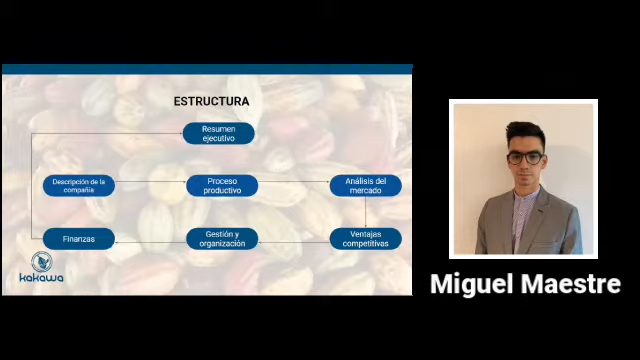 ESTRUCTURA
Resumen
ejecutivo
Descripción de la
compañía
Proceso
productivo
Análisis del
mercado
Finanzas
Gestión y
organización
Ventajas
competitivas
kakawa
Miguel Maestre